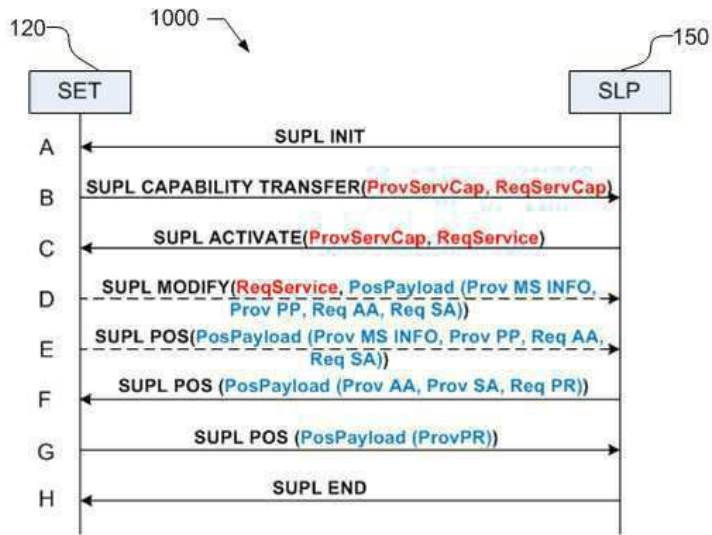 120
1000
150
SET
SLP
A
SUPL INIT
B
SUPL CAPABILITY TRANSFER(ProvServCap, ReqServCap)
C
SUPL ACTIVATE(ProvServCap, ReqService)
D
SUPL MODIFY(ReqService, PosPayload (Prov MS INFO,
Prov PP, Req AA, Req SA))
E
SUPL POS(PosPayload (Prov MS INFO, Prov PP, Req AA,
Req SA))
F
SUPL POS (PosPayload (Prov AA, Prov SA, Req PR))
G
SUPL POS (PosPayload (ProvPR))
H
SUPL END